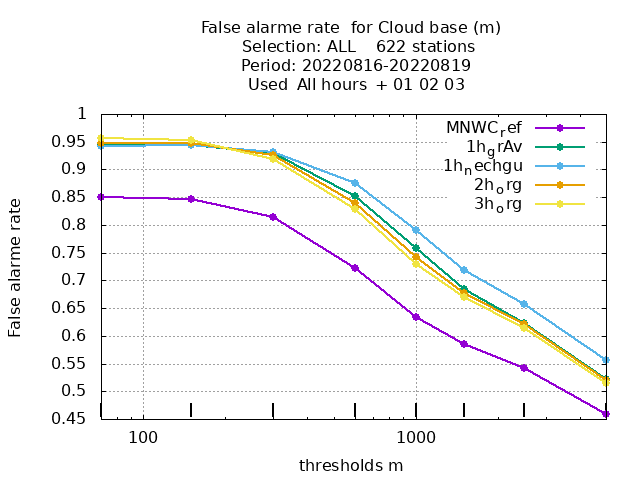 False alarme rate  for Cloud base (m)
Selection: ALL    622 stations
Period: 20220816-20220819
Used  All hours  + 01 02 03
1
0.95
0.9
0.85
0.8
0.75
0.7
0.65
0.6
0.55
0.5
0.45
False alarme rate
MNWC_ref
1h_grAv
1h_nechgu
2h_org
3h_org
100
1000
thresholds m